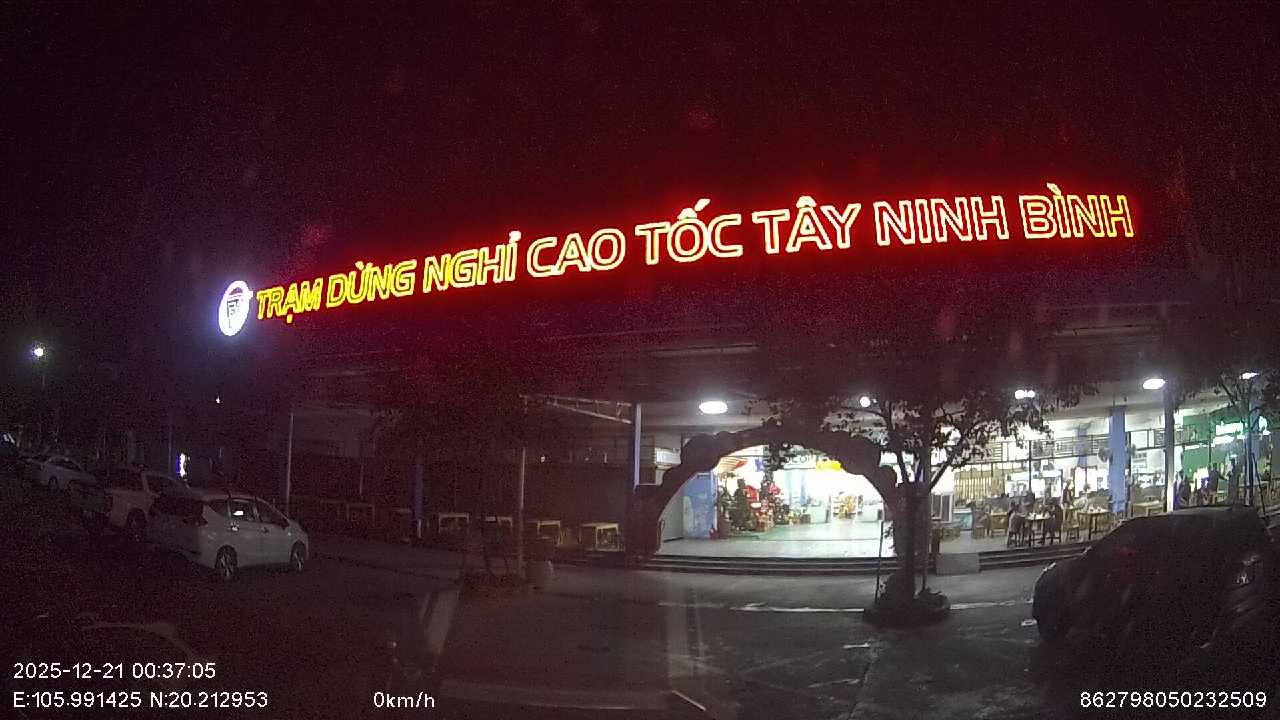 TRẠM DỪNG NGHỈ CAO TỐC TÂY NINH BÌNH
2025-12-21 00:37:05
E:105.991425 N:20.212953
0km/h
862798050232509